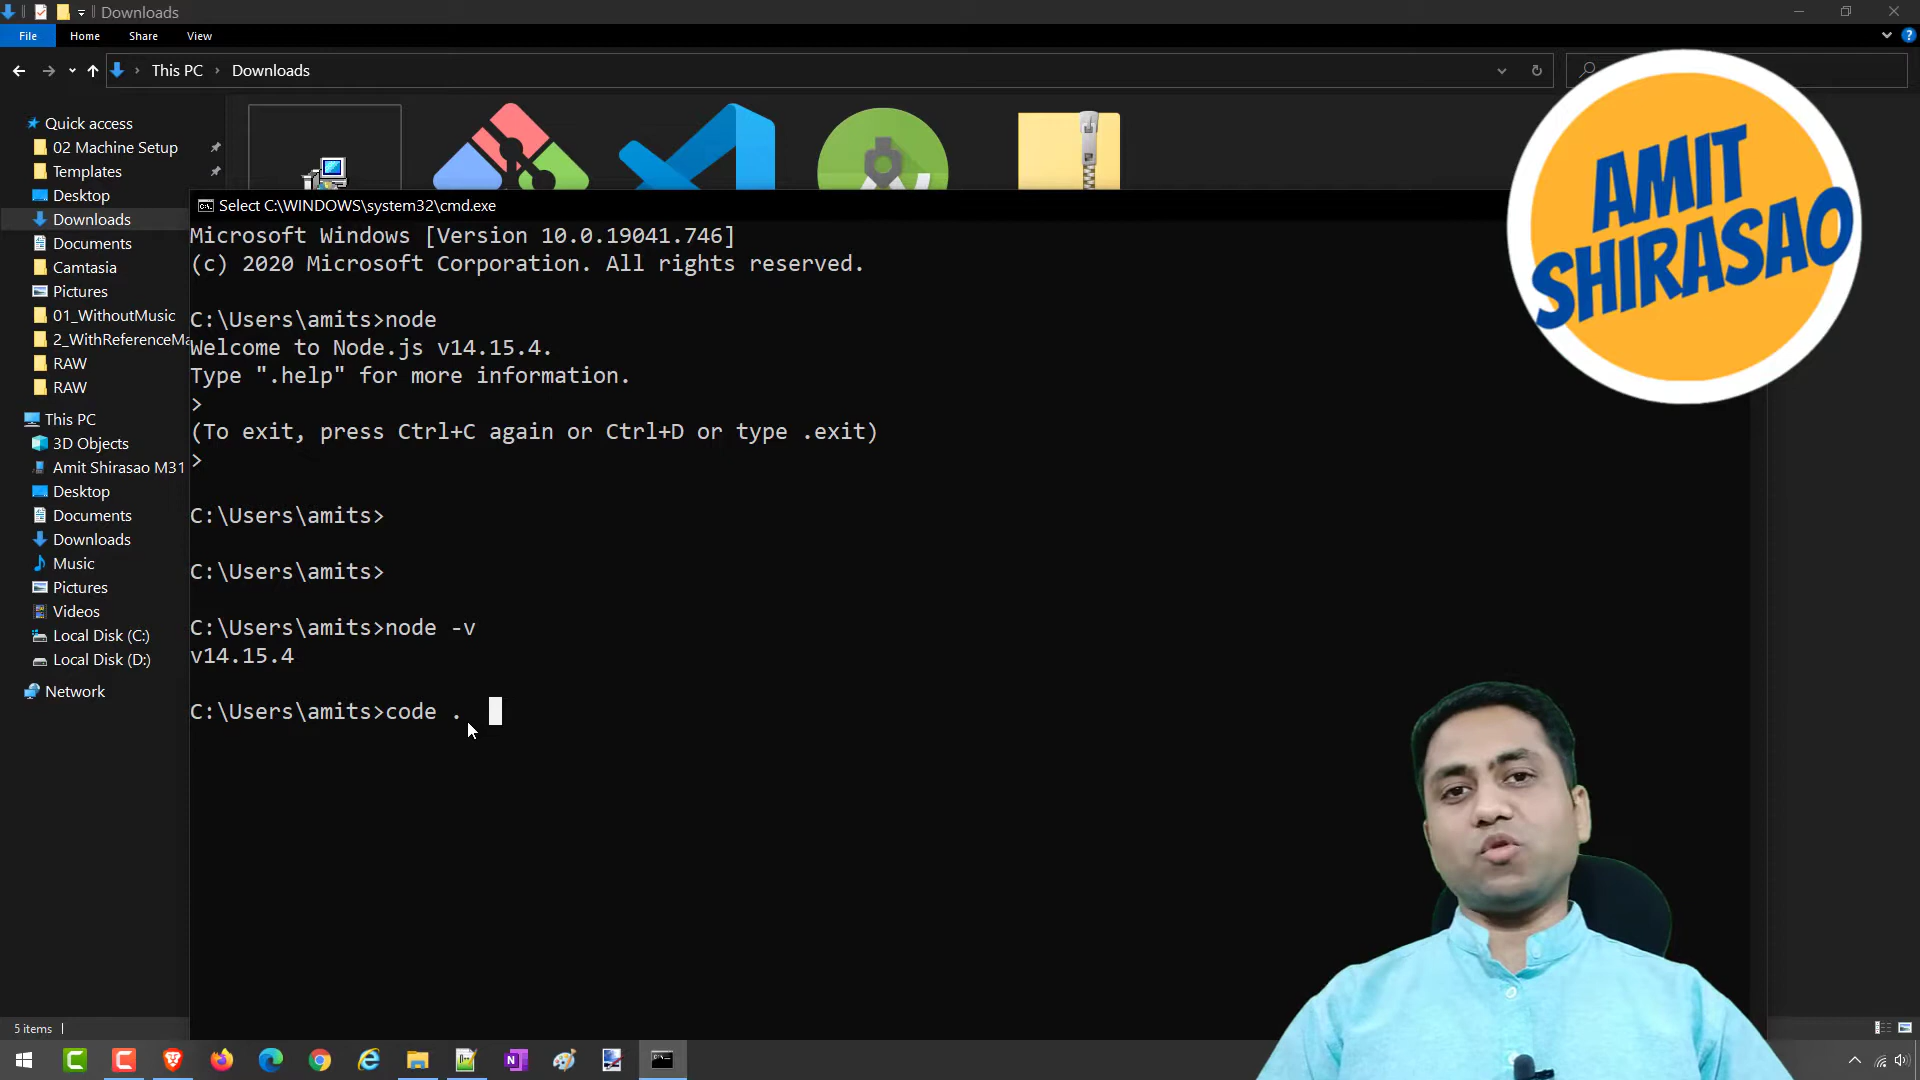 Downloads
File Home Share View
This PC Downloads
AMIT
SHIRASAO
Quick access
02 Machine Setup
Templates
Desktop
Downloads
Documents
Camtasia
Pictures
01_WithoutMusic
2_WithReferenceMa
RAW
RAW
This PC
3D Objects
Amit Shirasao M31
Desktop
Documents
Downloads
Music
Pictures
Videos
Local Disk (C:)
Local Disk (D:)
Network
Select C:\WINDOWS\system32\cmd.exe
Microsoft Windows [Version 10.0.19041.746]
(c) 2020 Microsoft Corporation. All rights reserved.
C:\Users\amits>node
Welcome to Node.js v14.15.4.
Type ".help" for more information.
>
(To exit, press Ctrl+C again or Ctrl+D or type .exit)
>
C:\Users\amits>
C:\Users\amits>
C:\Users\amits>node -v
v14.15.4
C:\Users\amits>code .
5 items